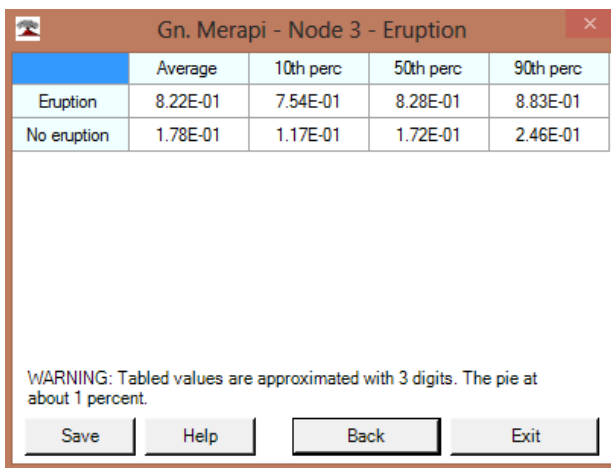 Gn. Merapi - Node 3 - Eruption
Average 10th perc 50th perc 90th perc
Eruption 8.22E-01 7.54E-01 8.28E-01 8.83E-01
No eruption 1.78E-01 1.17E-01 1.72E-01 2.46E-01
WARNING: Tabled values are approximated with 3 digits. The pie at
about 1 percent.
Save Help Back Exit